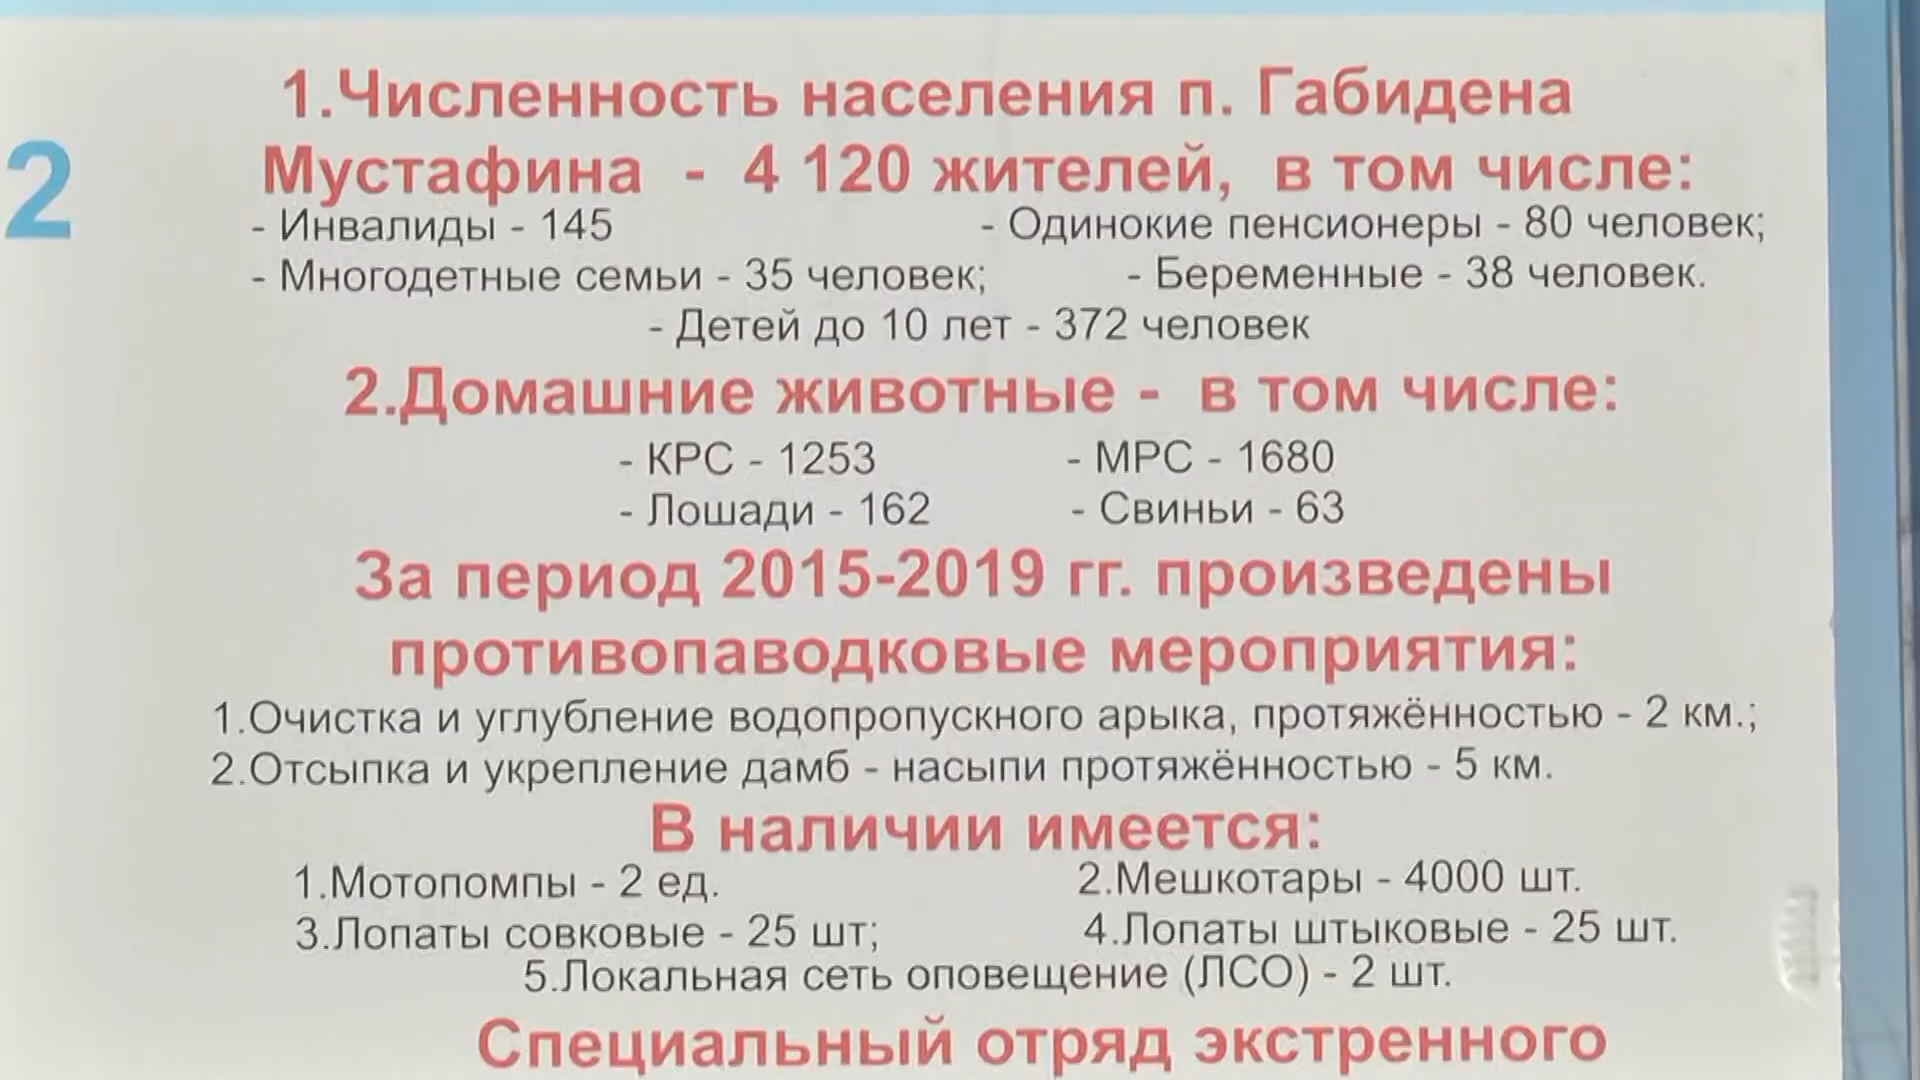 2
1.Численность населения п. Габидена
Мустафина - 4 120 жителей, в том числе:
- Инвалиды - 145 - Одинокие пенсионеры - 80 человек;
- Многодетные семьи - 35 человек; - Беременные - 38 человек.
- Детей до 10 лет - 372 человек
2.Домашние животные - в том числе:
- КРС - 1253 - МРС - 1680
- Лошади - 162 - Свиньи - 63
За период 2015-2019 гг. произведены
противопаводковые мероприятия:
1.Очистка и углубление водопропускного арыка, протяжённостью - 2 км.;
2.Отсыпка и укрепление дамб - насыпи протяжённостью - 5 км.
В наличии имеется:
1.Мотопомпы - 2 ед. 2.Мешкотары - 4000 шт.
3.Лопаты совковые - 25 шт; 4.Лопаты штыковые - 25 шт.
5.Локальная сеть оповещение (ЛСО) - 2 шт.
Специальный отряд экстренного